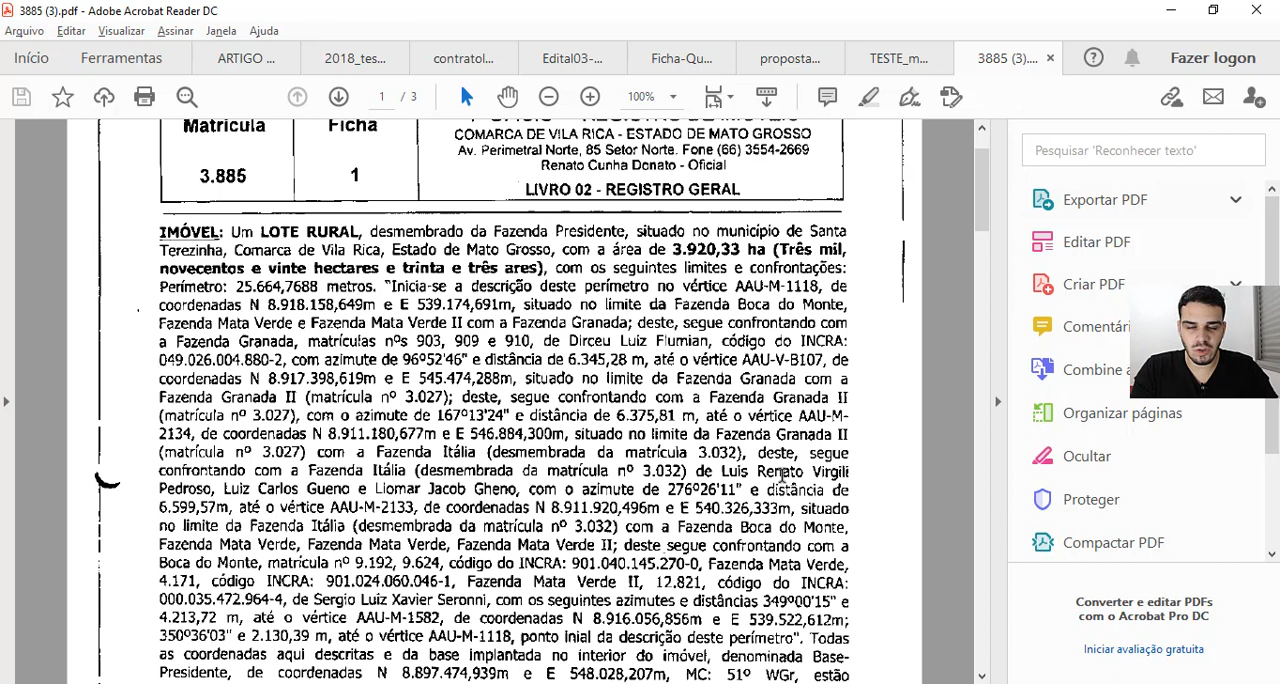 3885 (3).pdf - Adobe Acrobat Reader DC
Arquivo Editar Visualizar Assinar Janela Ajuda
Início Ferramentas ARTIGO ... 2018_tes... contratol... Edital03-... Ficha-Qu... proposta... TESTE_m... 3885 (3).... × Fazer logon
1 / 3 100%
Matrícula Ficha
3.885 1
COMARCA DE VILA RICA - ESTADO DE MATO GROSSO
Av. Perimetral Norte, 85 Setor Norte. Fone (66) 3554-2669
Renato Cunha Donato - Oficial
LIVRO 02 - REGISTRO GERAL
IMÓVEL: Um LOTE RURAL, desmembrado da Fazenda Presidente, situado no município de Santa
Terezinha, Comarca de Vila Rica, Estado de Mato Grosso, com a área de 3.920,33 ha (Três mil,
novecentos e vinte hectares e trinta e três ares), com os seguintes limites e confrontações:
Perímetro: 25.664,7688 metros. "Inicia-se a descrição deste perímetro no vértice AAU-M-1118, de
coordenadas N 8.918.158,649m e E 539.174,691m, situado no limite da Fazenda Boca do Monte,
Fazenda Mata Verde e Fazenda Mata Verde II com a Fazenda Granada; deste, segue confrontando com
a Fazenda Granada, matrículas nºs 903, 909 e 910, de Dirceu Luiz Flumian, código do INCRA:
049.026.004.880-2, com azimute de 96º52'46" e distância de 6.345,28 m, até o vértice AAU-V-B107, de
coordenadas N 8.917.398,619m e E 545.474,288m, situado no limite da Fazenda Granada com a
Fazenda Granada II (matrícula nº 3.027); deste, segue confrontando com a Fazenda Granada II
(matrícula nº 3.027), com o azimute de 167º13'24" e distância de 6.375,81 m, até o vértice AAU-M-
2134, de coordenadas N 8.911.180,677m e E 546.884,300m, situado no limite da Fazenda Granada II
(matrícula nº 3.027) com a Fazenda Itália (desmembrada da matrícula 3.032), deste, segue
confrontando com a Fazenda Itália (desmembrada da matrícula nº 3.032) de Luis Renato Virgili
Pedroso, Luiz Carlos Gueno e Liomar Jacob Gheno, com o azimute de 276º26'11" e distância de
6.599,57m, até o vértice AAU-M-2133, de coordenadas N 8.911.920,496m e E 540.326,333m, situado
no limite da Fazenda Itália (desmembrada da matrícula nº 3.032) com a Fazenda Boca do Monte,
Fazenda Mata Verde, Fazenda Mata Verde, Fazenda Mata Verde II; deste segue confrontando com a
Boca do Monte, matrícula nº 9.192, 9.624, código do INCRA: 901.040.145.270-0, Fazenda Mata Verde,
4.171, código INCRA: 901.024.060.046-1, Fazenda Mata Verde II, 12.821, código do INCRA:
000.035.472.964-4, de Sergio Luiz Xavier Seronni, com os seguintes azimutes e distâncias 349º00'15" e
4.213,72 m, até o vértice AAU-M-1582, de coordenadas N 8.916.056,856m e E 539.522,612m;
350º36'03" e 2.130,39 m, até o vértice AAU-M-1118, ponto inial da descrição deste perímetro". Todas
as coordenadas aqui descritas e da base implantada no interior do imóvel, denominada Base-
Presidente, de coordenadas N 8.897.474,939m e E 548.028,207m, MC: 51º WGr, estão
Pesquisar 'Reconhecer texto'
Exportar PDF
Editar PDF
Criar PDF
Comentári
Combine a
Organizar páginas
Ocultar
Proteger
Compactar PDF
Converter e editar PDFs
com o Acrobat Pro DC
Iniciar avaliação gratuita